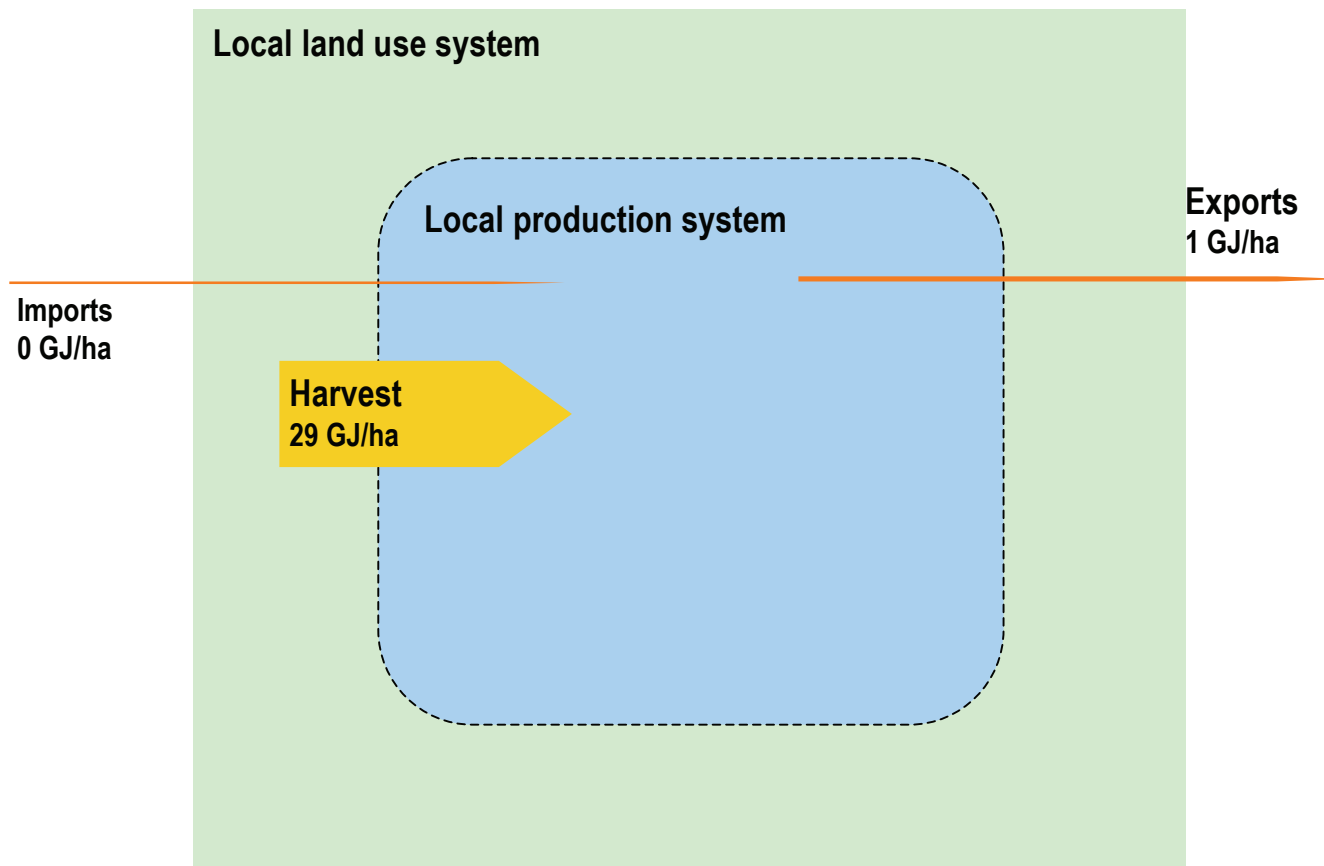 Local land use system
Local production system
Exports
1 GJ/ha
Imports
0 GJ/ha
Harvest
29 GJ/ha